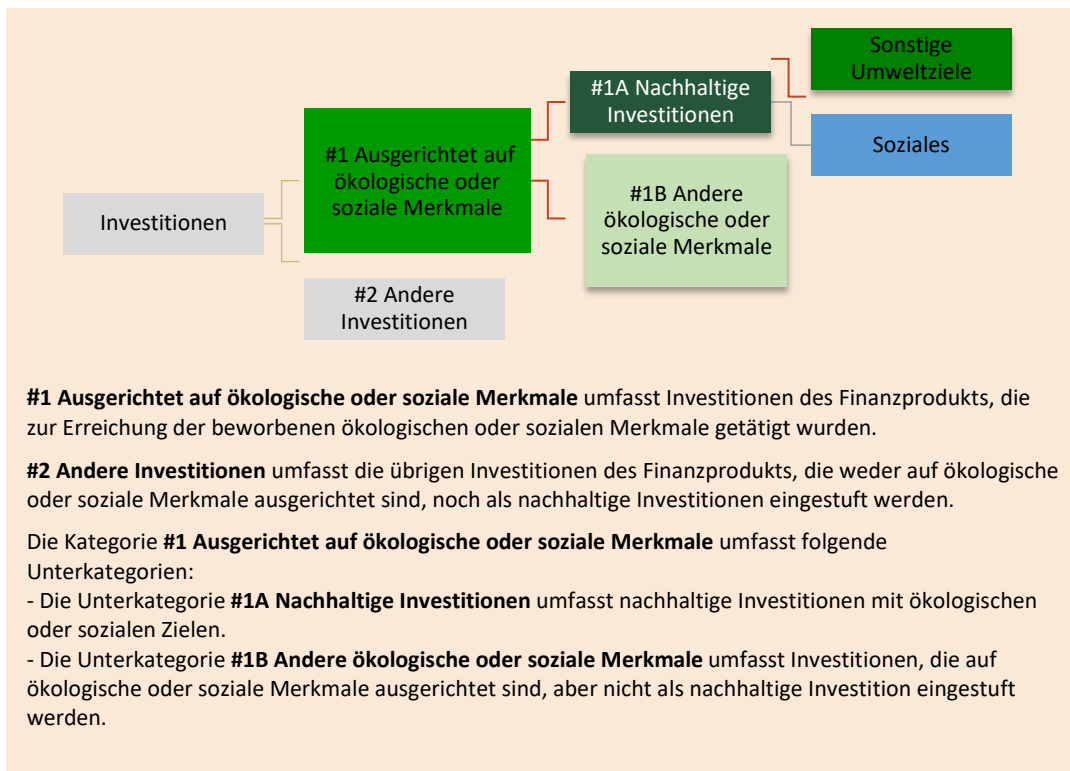 Sonstige
Umweltziele
#1A Nachhaltige
Investitionen
Soziales
#1 Ausgerichtet auf
ökologische oder
soziale Merkmale
#1B Andere
ökologische oder
soziale Merkmale
Investitionen
#2 Andere
Investitionen
#1 Ausgerichtet auf ökologische oder soziale Merkmale umfasst Investitionen des Finanzprodukts, die
zur Erreichung der beworbenen ökologischen oder sozialen Merkmale getätigt wurden.
#2 Andere Investitionen umfasst die übrigen Investitionen des Finanzprodukts, die weder auf ökologische
oder soziale Merkmale ausgerichtet sind, noch als nachhaltige Investitionen eingestuft werden.
Die Kategorie #1 Ausgerichtet auf ökologische oder soziale Merkmale umfasst folgende
Unterkategorien:
- Die Unterkategorie #1A Nachhaltige Investitionen umfasst nachhaltige Investitionen mit ökologischen
oder sozialen Zielen.
- Die Unterkategorie #1B Andere ökologische oder soziale Merkmale umfasst Investitionen, die auf
ökologische oder soziale Merkmale ausgerichtet sind, aber nicht als nachhaltige Investition eingestuft
werden.